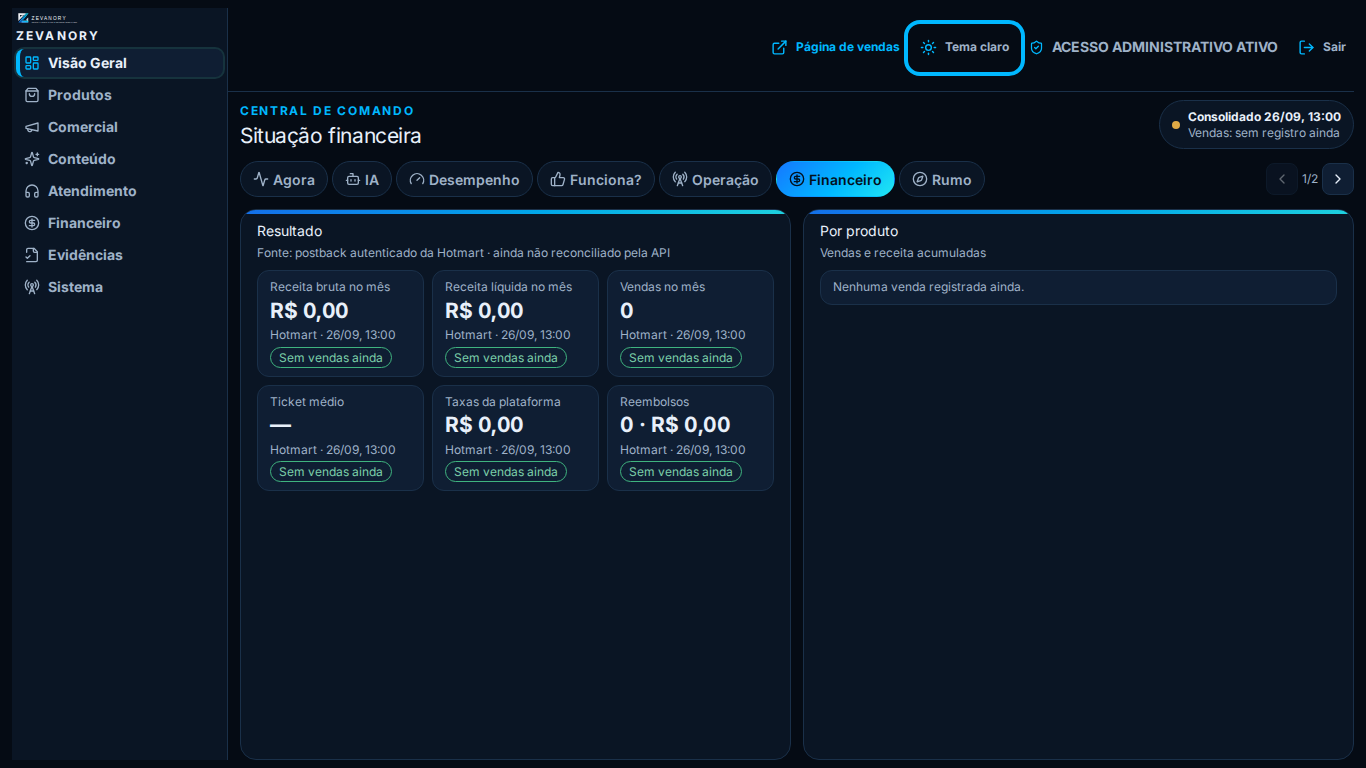 ZEVANORY
ZEVANORY
Visão Geral
Produtos
Comercial
Conteúdo
Atendimento
Financeiro
Evidências
Sistema
Página de vendas
Tema claro
ACESSO ADMINISTRATIVO ATIVO
Sair
CENTRAL DE COMANDO
Situação financeira
Consolidado 26/09, 13:00
Vendas: sem registro ainda
Agora
IA
Desempenho
Funciona?
Operação
Financeiro
Rumo
1/2
Resultado
Fonte: postback autenticado da Hotmart · ainda não reconciliado pela API
Receita bruta no mês
R$ 0,00
Hotmart · 26/09, 13:00
Sem vendas ainda
Receita líquida no mês
R$ 0,00
Hotmart · 26/09, 13:00
Sem vendas ainda
Vendas no mês
0
Hotmart · 26/09, 13:00
Sem vendas ainda
Ticket médio
—
Hotmart · 26/09, 13:00
Sem vendas ainda
Taxas da plataforma
R$ 0,00
Hotmart · 26/09, 13:00
Sem vendas ainda
Reembolsos
0 · R$ 0,00
Hotmart · 26/09, 13:00
Sem vendas ainda
Por produto
Vendas e receita acumuladas
Nenhuma venda registrada ainda.